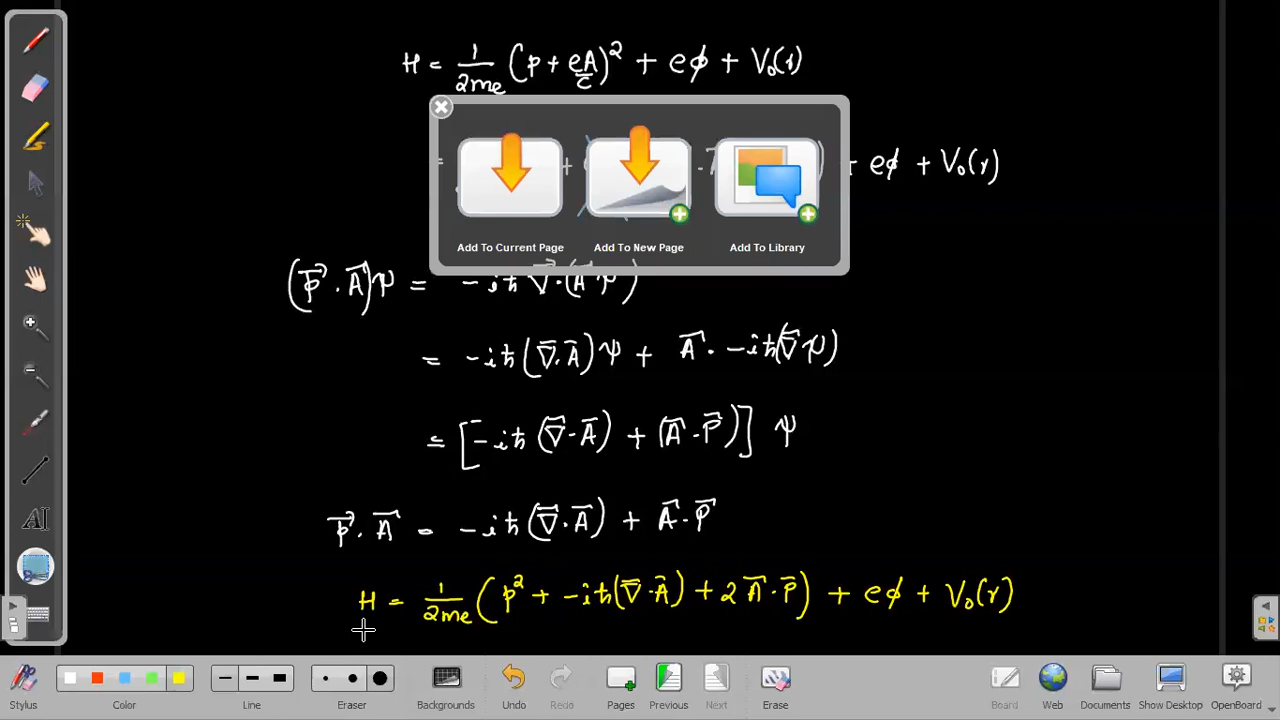 H = 1/2me (p + eA/c)² + eφ + V₀(r)
+ eφ + V₀(r)
Add To Current Page Add To New Page Add To Library
(p⃗ . A⃗)ψ = -iħ ∇⃗·(A⃗ψ)
= -iħ(∇⃗.A⃗)ψ + A⃗ · -iħ(∇⃗ψ)
= [-iħ (∇⃗·A⃗) + (A⃗·P⃗)] ψ
p⃗ . A⃗ = -iħ(∇⃗·A⃗) + A⃗·P⃗
H = 1/2me (p² + -iħ(∇⃗·A⃗) + 2A⃗·P⃗) + eφ + V₀(r)
Color Line Eraser Backgrounds Undo Redo Pages Previous Next Erase Board Web Documents Show Desktop OpenBoard